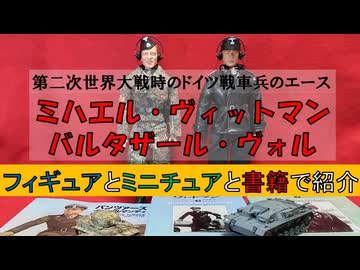 第二次世界大戦時のドイツ戦車兵のエース
ミハエル・ヴィットマン
バルタザール・ヴォル
フィギュアとミニチュアと書籍で紹介
パンツァース